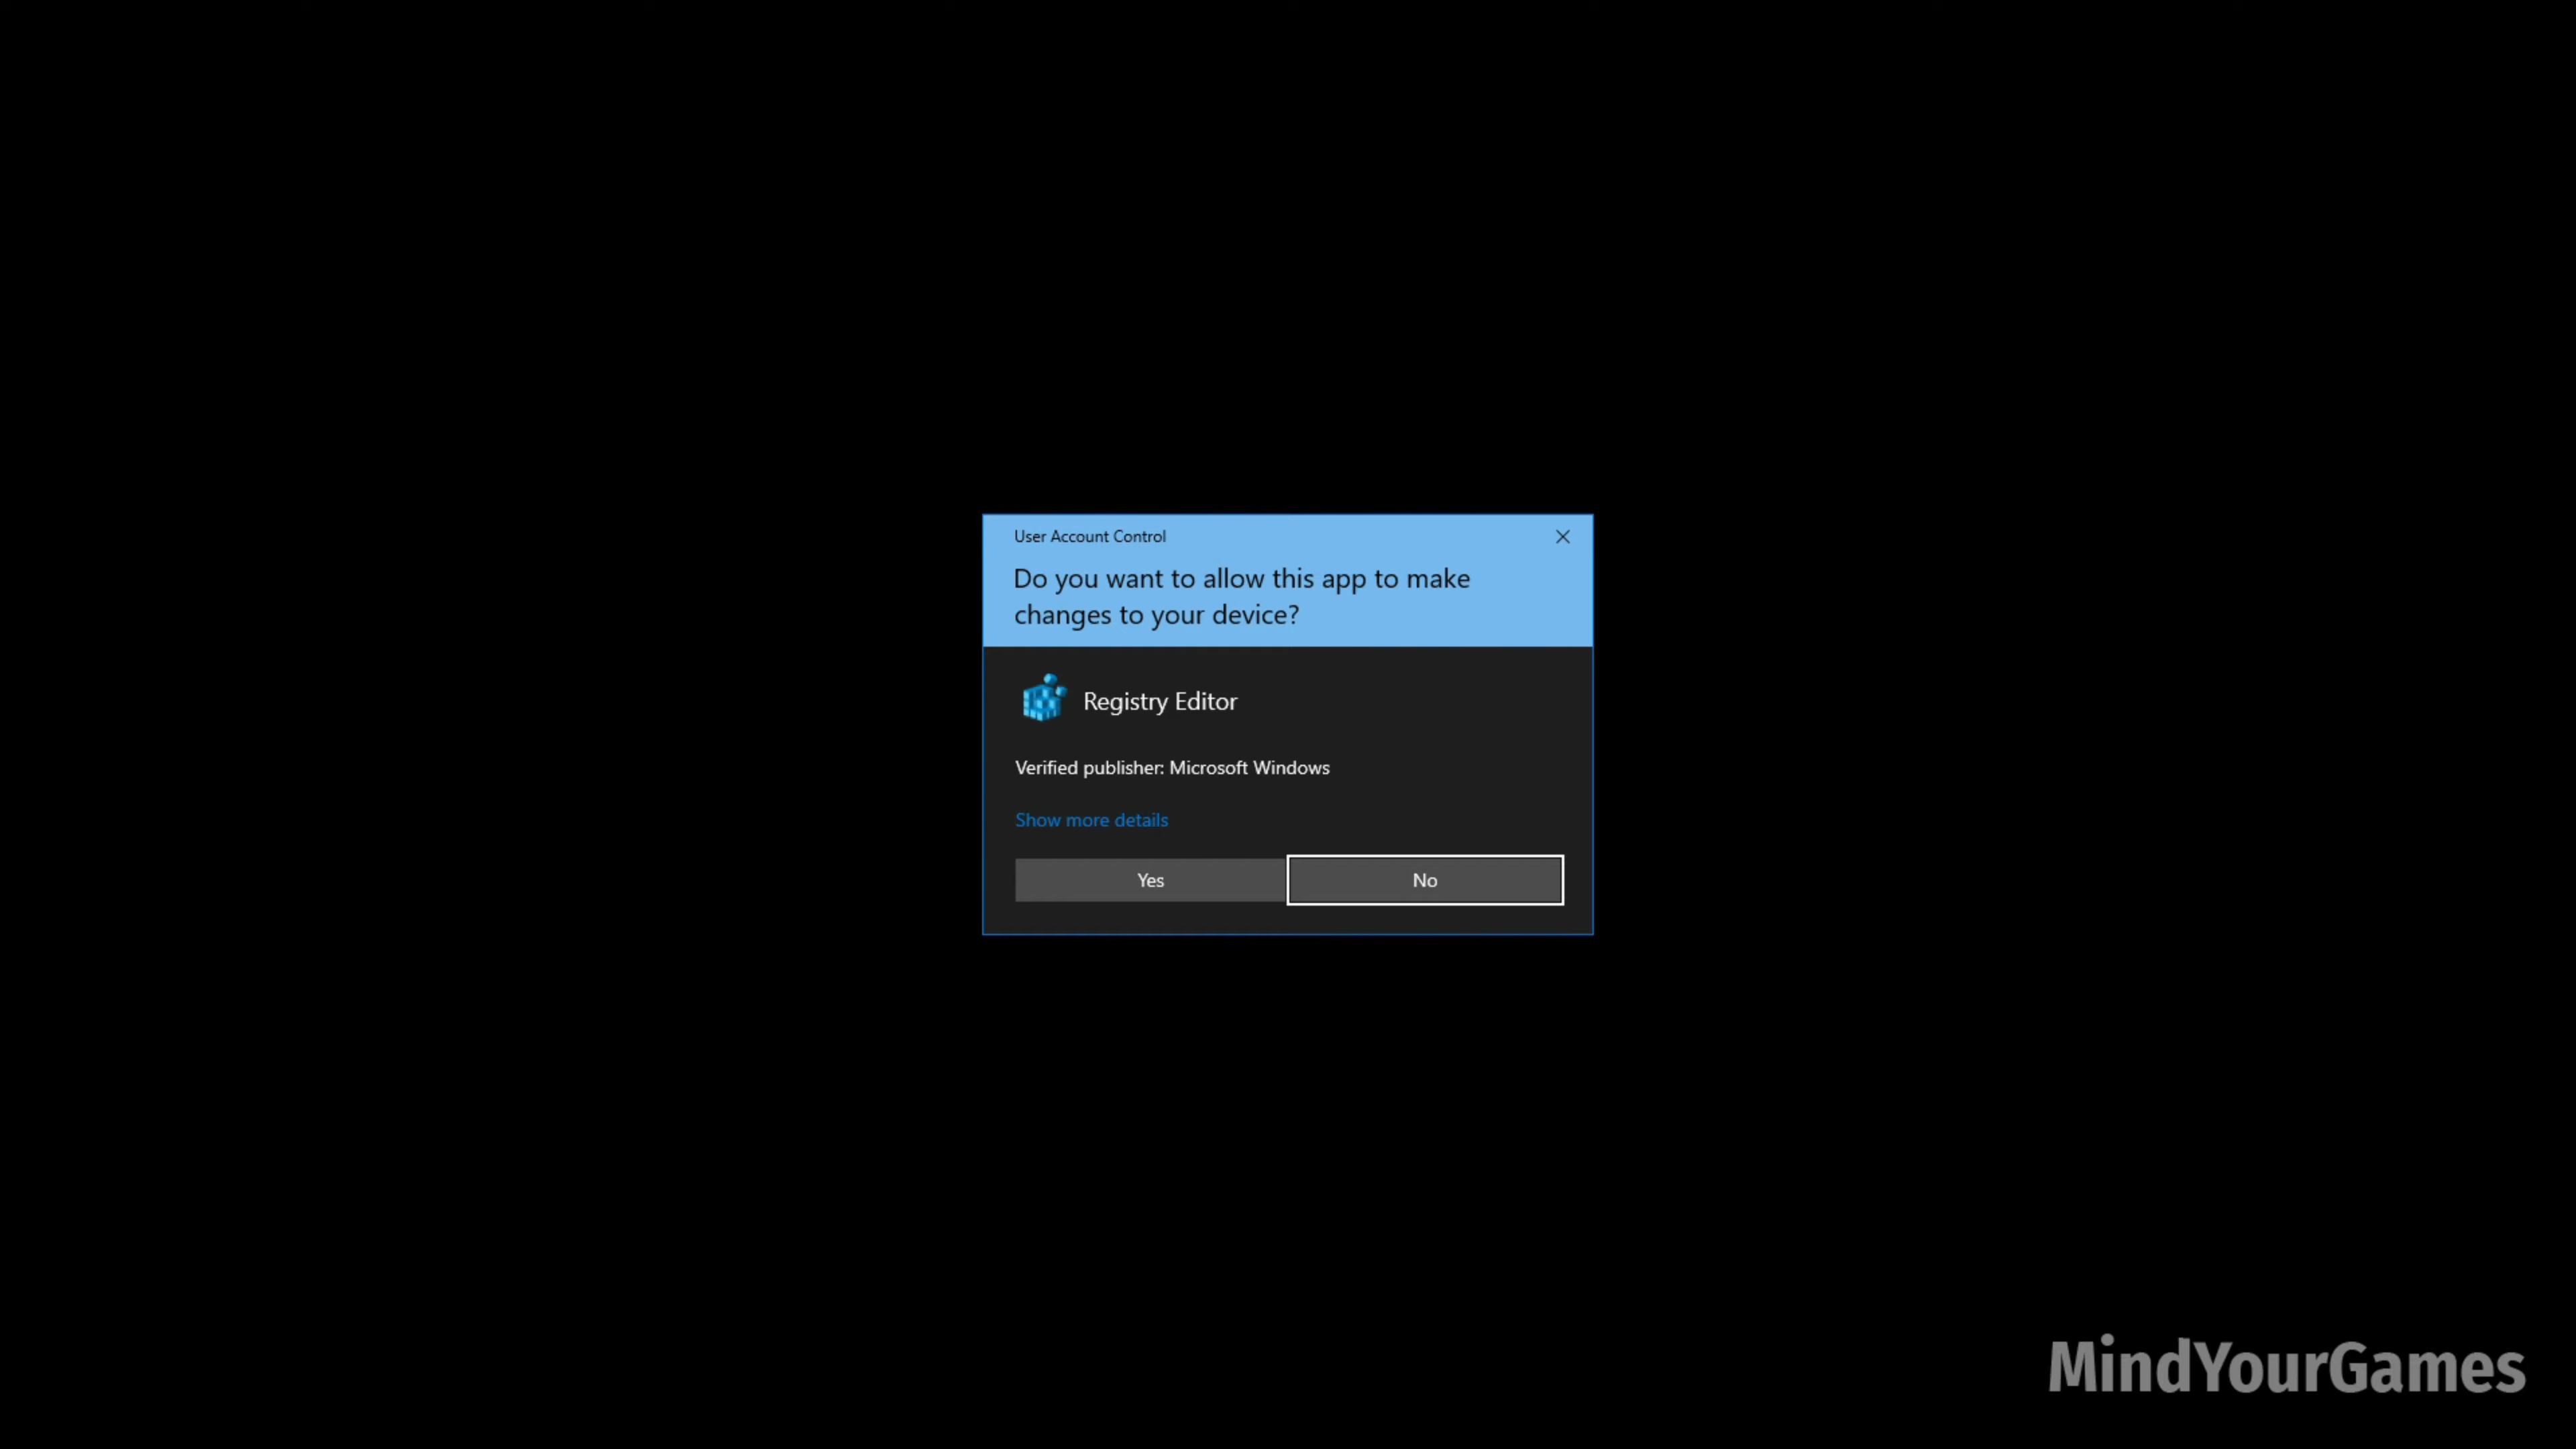 User Account Control
Do you want to allow this app to make
changes to your device?
Registry Editor
Verified publisher: Microsoft Windows
Show more details
Yes
No
MindYourGames